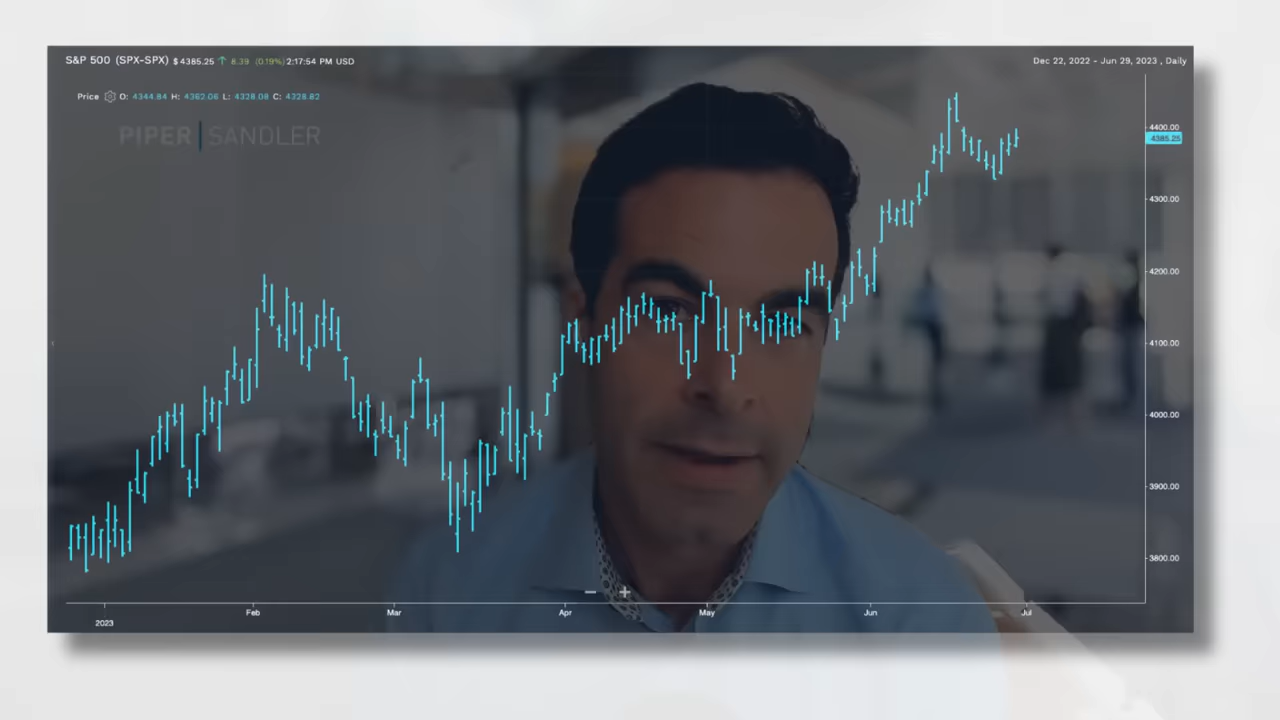 S&P 500 (SPX-SPX) $4385.25 ↑ 8.39 (0.19%) 2:17:54 PM USD
Dec 22, 2022 - Jun 29, 2023 , Daily
Price O: 4344.84 H: 4362.06 L: 4328.08 C: 4328.82
PIPER | SANDLER
4400.00
4385.25
4300.00
4200.00
4100.00
4000.00
3900.00
3800.00
Feb Mar Apr May Jun Jul
2023